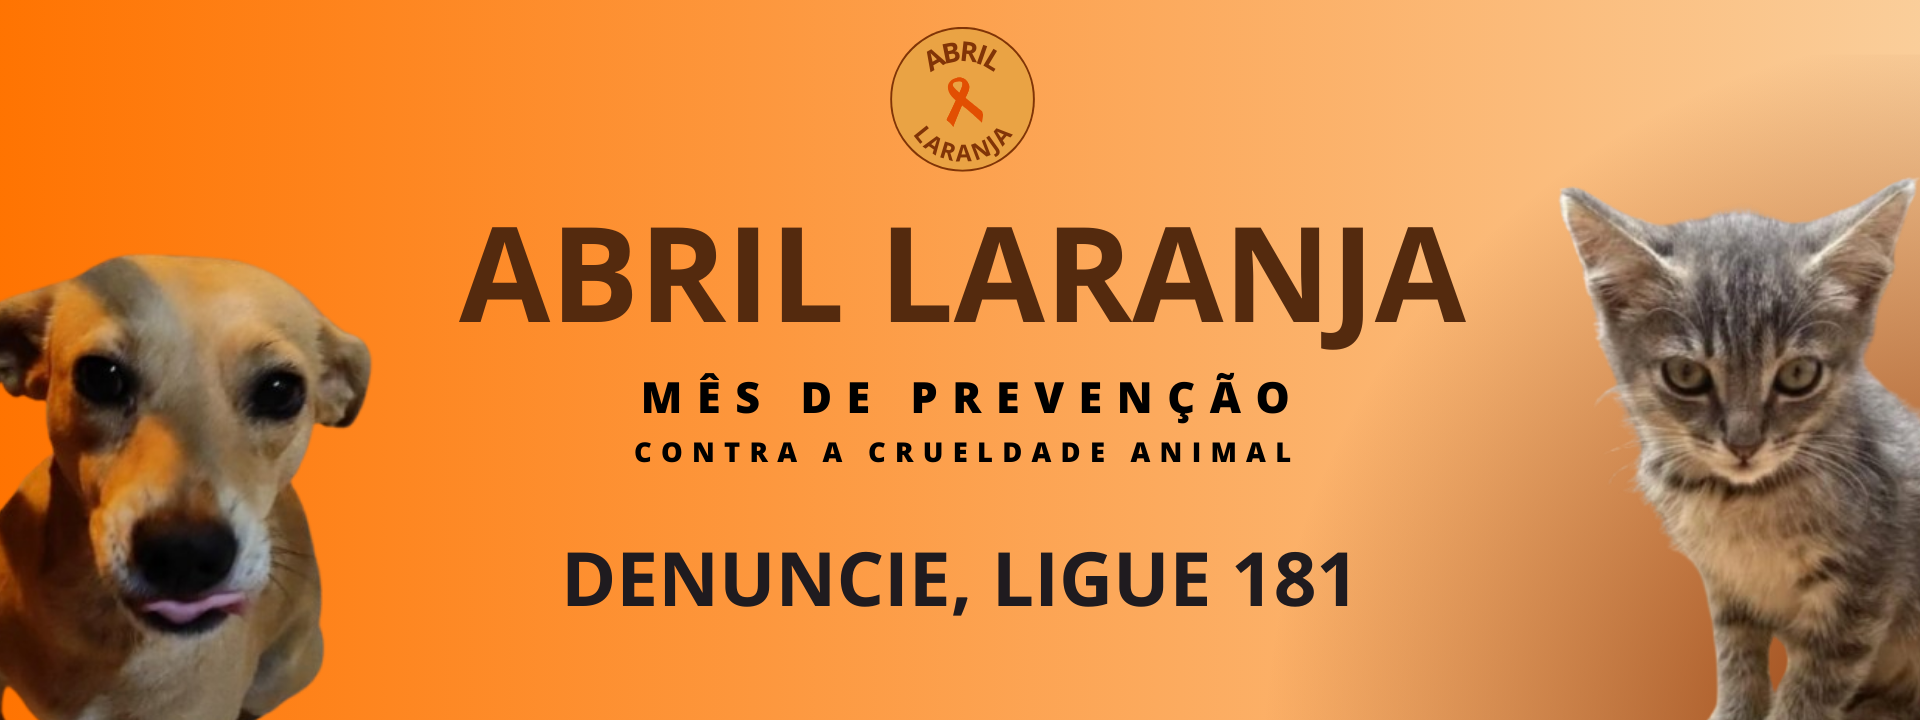 ABRIL
LARANJA
ABRIL LARANJA
MÊS DE PREVENÇÃO
CONTRA A CRUELDADE ANIMAL
DENUNCIE, LIGUE 181